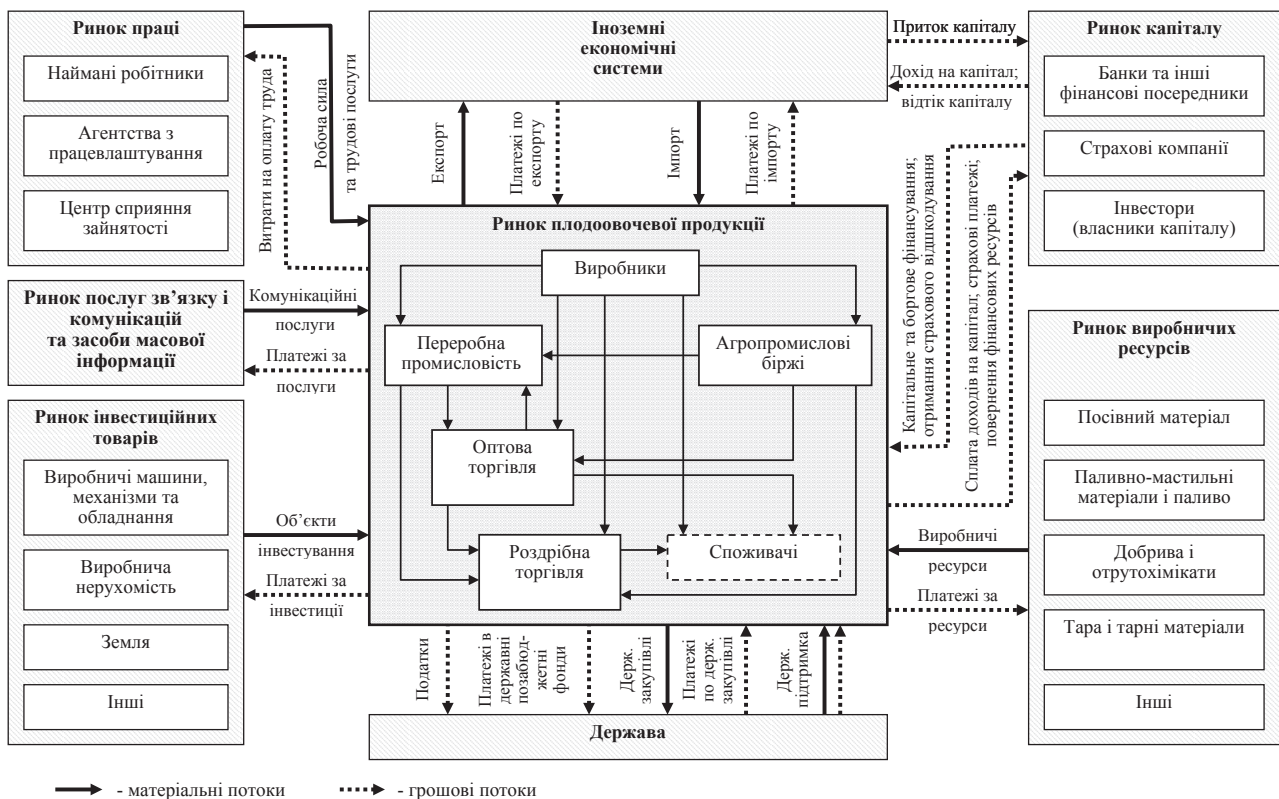 Ринок праці
Наймані робітники
Агентства з
працевлаштування
Центр сприяння
зайнятості
Витрати на оплату труда
Робоча сила
та трудові послуги
Іноземні
економічні
системи
Приток капіталу
Дохід на капітал;
відтік капіталу
Ринок капіталу
Банки та інші
фінансові посередники
Страхові компанії
Інвестори
(власники капіталу)
Експорт
Платежі по
експорту
Імпорт
Платежі по
імпорту
Капітальне та боргове фінансування;
отримання страхового відшкодування
Сплата доходів на капітал; страхові платежі;
повернення фінансових ресурсів
Ринок послуг зв’язку і
комунікацій
та засоби масової
інформації
Комунікаційні
послуги
Платежі за
послуги
Ринок плодоовочевої продукції
Виробники
Переробна
промисловість
Агропромислові
біржі
Оптова
торгівля
Роздрібна
торгівля
Споживачі
Ринок інвестиційних
товарів
Виробничі машини,
механізми та
обладнання
Виробнича
нерухомість
Земля
Інші
Об’єкти
інвестування
Платежі за
інвестиції
Ринок виробничих
ресурсів
Посівний матеріал
Паливно-мастильні
матеріали і паливо
Добрива і
отрутохімікати
Тара і тарні матеріали
Інші
Виробничі
ресурси
Платежі за
ресурси
Податки
Платежі в
державні
позабюд-
жетні
фонди
Держ.
закупівлі
Платежі
по держ.
закупівлі
Держ.
підтримка
Держава
- матеріальні потоки
- грошові потоки